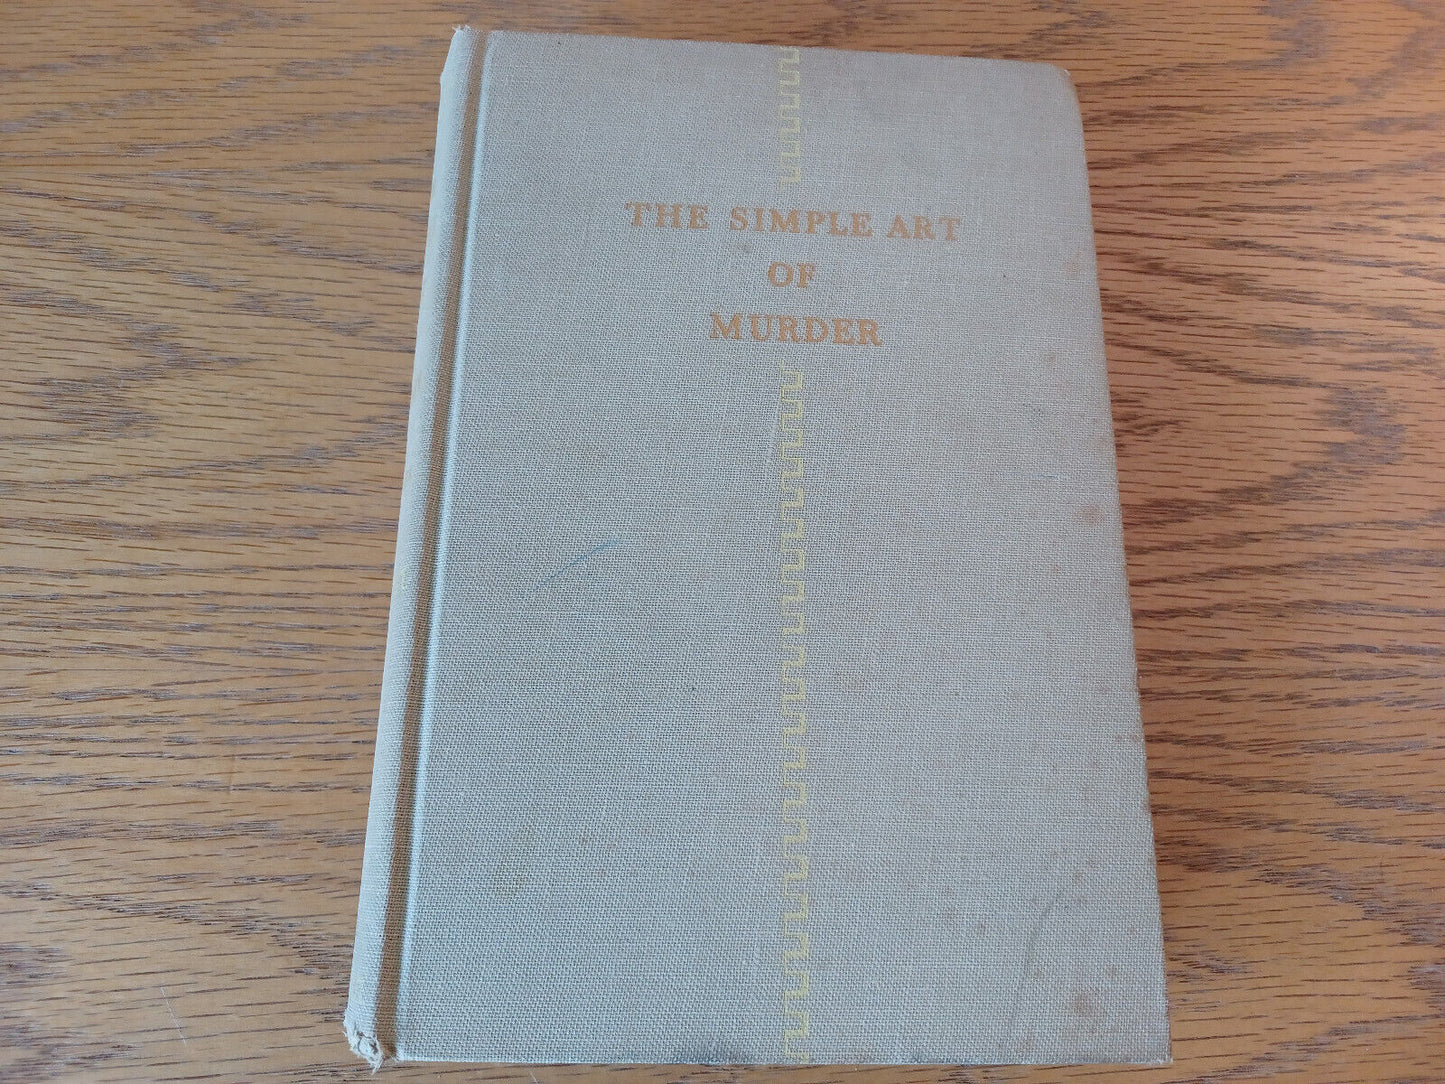 THE SIMPLE ART
OF
MURDER